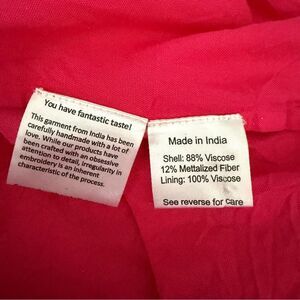 You have fantastic taste!
This garment from India has been
carefully handmade with a lot of
love. While our products have
been crafted with an obsessive
attention to detail, irregularity in
embroidery is an inherent
characteristic of the process.
Made in India
Shell: 88% Viscose
12% Mettalized Fiber
Lining: 100% Viscose
See reverse for care